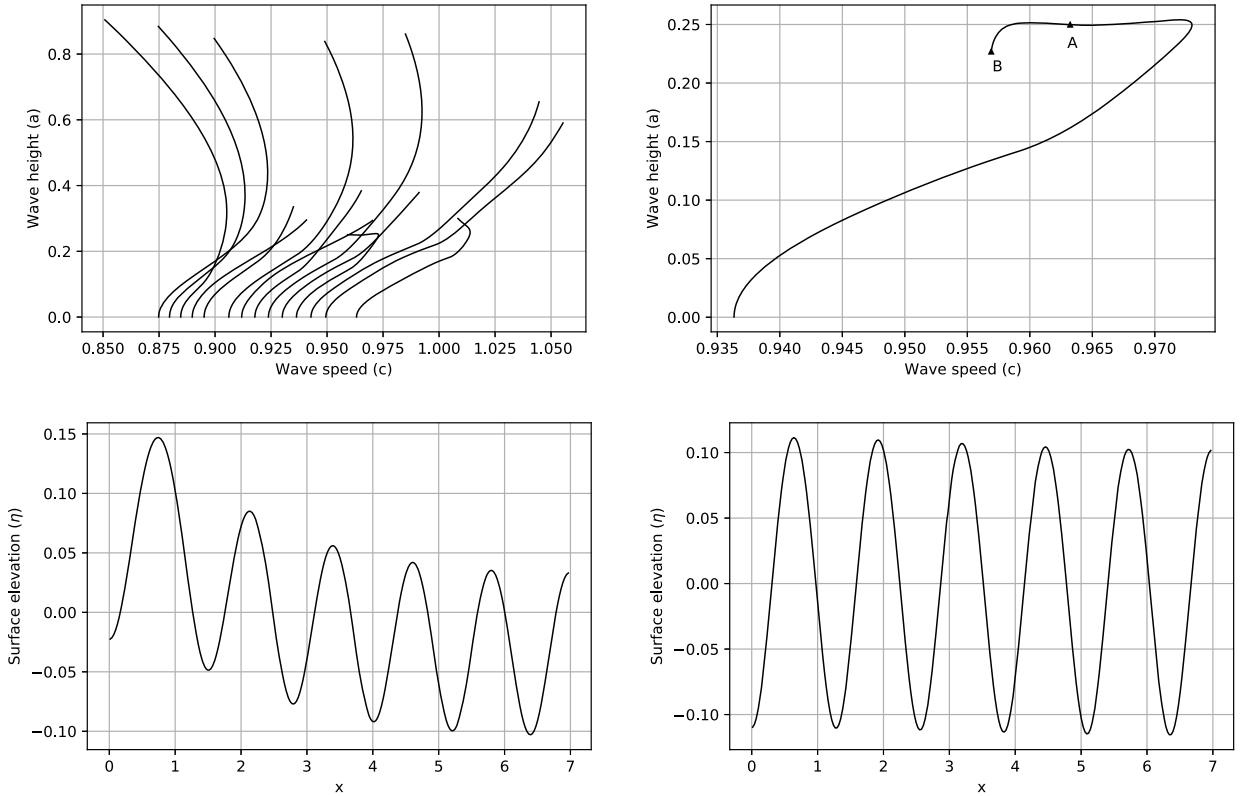 Wave height (a)
0.8
0.6
0.4
0.2
0.0
0.850 0.875 0.900 0.925 0.950 0.975 1.000 1.025 1.050
Wave speed (c)
Wave height (a)
0.25
0.20
0.15
0.10
0.05
0.00
A
B
0.935 0.940 0.945 0.950 0.955 0.960 0.965 0.970
Wave speed (c)
Surface elevation (η)
0.15
0.10
0.05
0.00
−0.05
−0.10
0 1 2 3 4 5 6 7
x
Surface elevation (η)
0.10
0.05
0.00
−0.05
−0.10
0 1 2 3 4 5 6 7
x